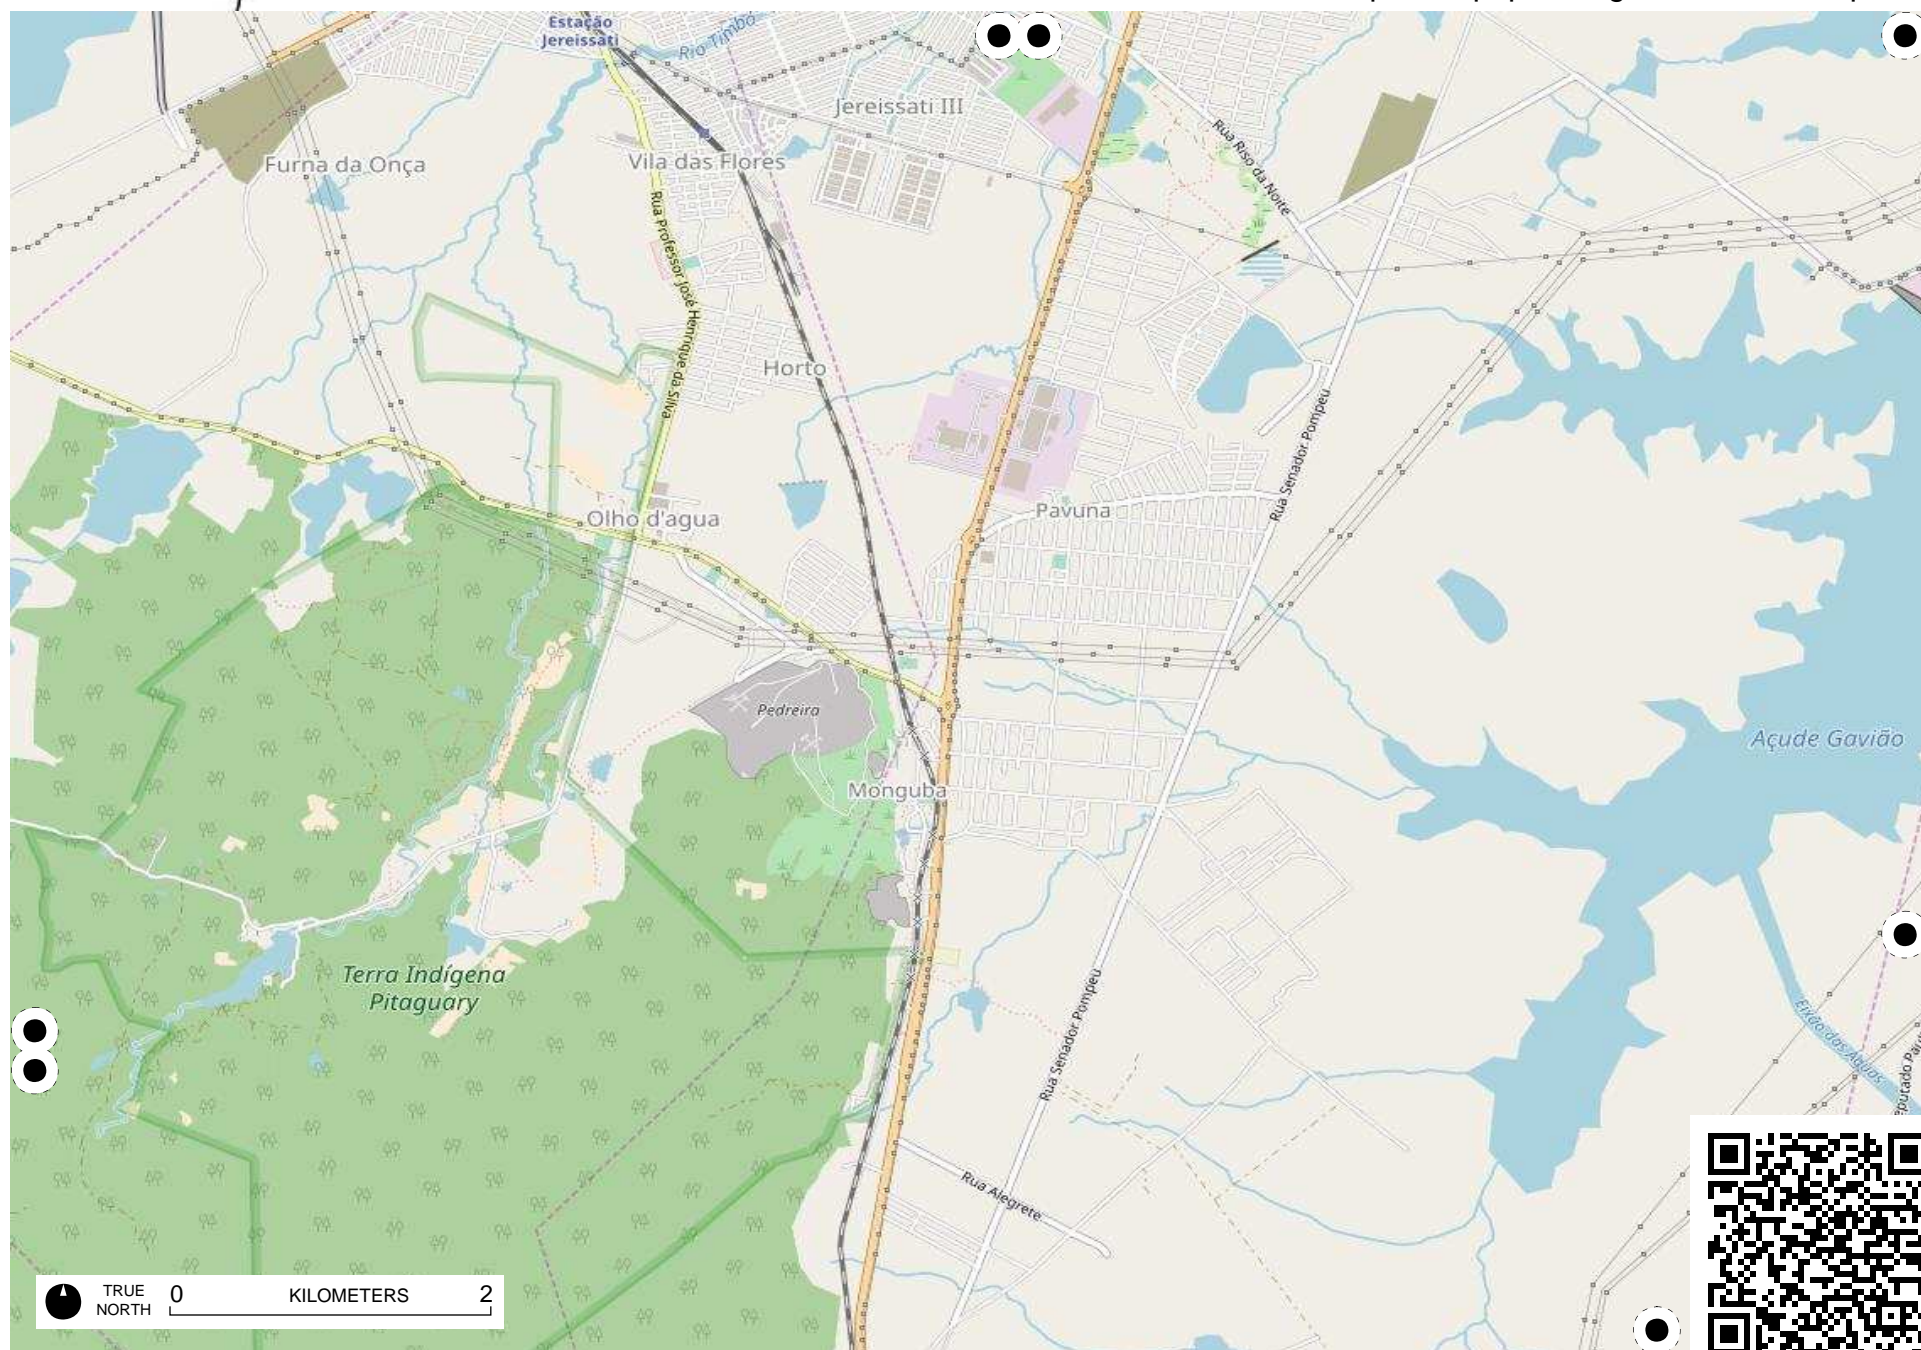 Estação
Jereissati
Rio Timbó
Jereissati III
Rua Riso da Noite
Furna da Onça
Vila das Flores
Rua Professor José Henrique da Silva
Horto
Rua Senador Pompeu
Olho d'agua
Pavuna
Pedreira
Açude Gavião
Monguba
Terra Indígena
Pitaguary
Rua Senador Pompeu
Eixão das Águas
Rua Alegrete
TRUE
NORTH
0
KILOMETERS
2